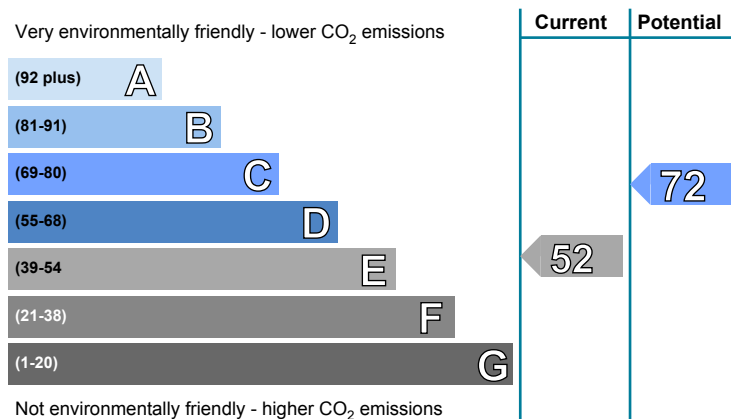 Current Potential
Very environmentally friendly - lower CO₂ emissions
(92 plus) A
(81-91) B
(69-80) C
72
(55-68) D
(39-54 E
52
(21-38) F
(1-20) G
Not environmentally friendly - higher CO₂ emissions